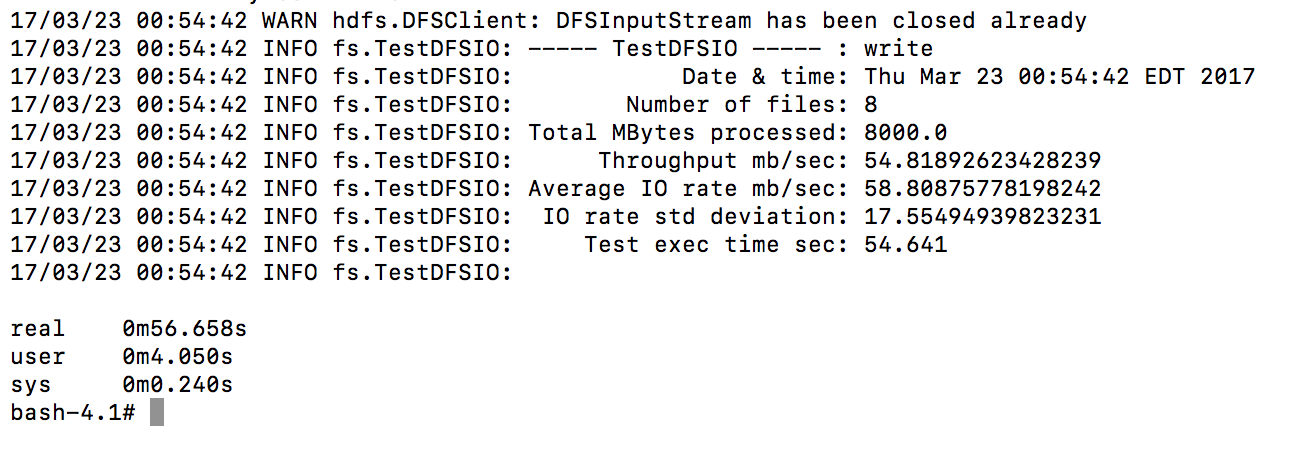 17/03/23 00:54:42 WARN hdfs.DFSClient: DFSInputStream has been closed already
17/03/23 00:54:42 INFO fs.TestDFSIO: ----- TestDFSIO ----- : write
17/03/23 00:54:42 INFO fs.TestDFSIO:            Date & time: Thu Mar 23 00:54:42 EDT 2017
17/03/23 00:54:42 INFO fs.TestDFSIO:        Number of files: 8
17/03/23 00:54:42 INFO fs.TestDFSIO: Total MBytes processed: 8000.0
17/03/23 00:54:42 INFO fs.TestDFSIO:      Throughput mb/sec: 54.81892623428239
17/03/23 00:54:42 INFO fs.TestDFSIO: Average IO rate mb/sec: 58.80875778198242
17/03/23 00:54:42 INFO fs.TestDFSIO:  IO rate std deviation: 17.55494939823231
17/03/23 00:54:42 INFO fs.TestDFSIO:     Test exec time sec: 54.641
17/03/23 00:54:42 INFO fs.TestDFSIO:
real    0m56.658s
user    0m4.050s
sys     0m0.240s
bash-4.1#